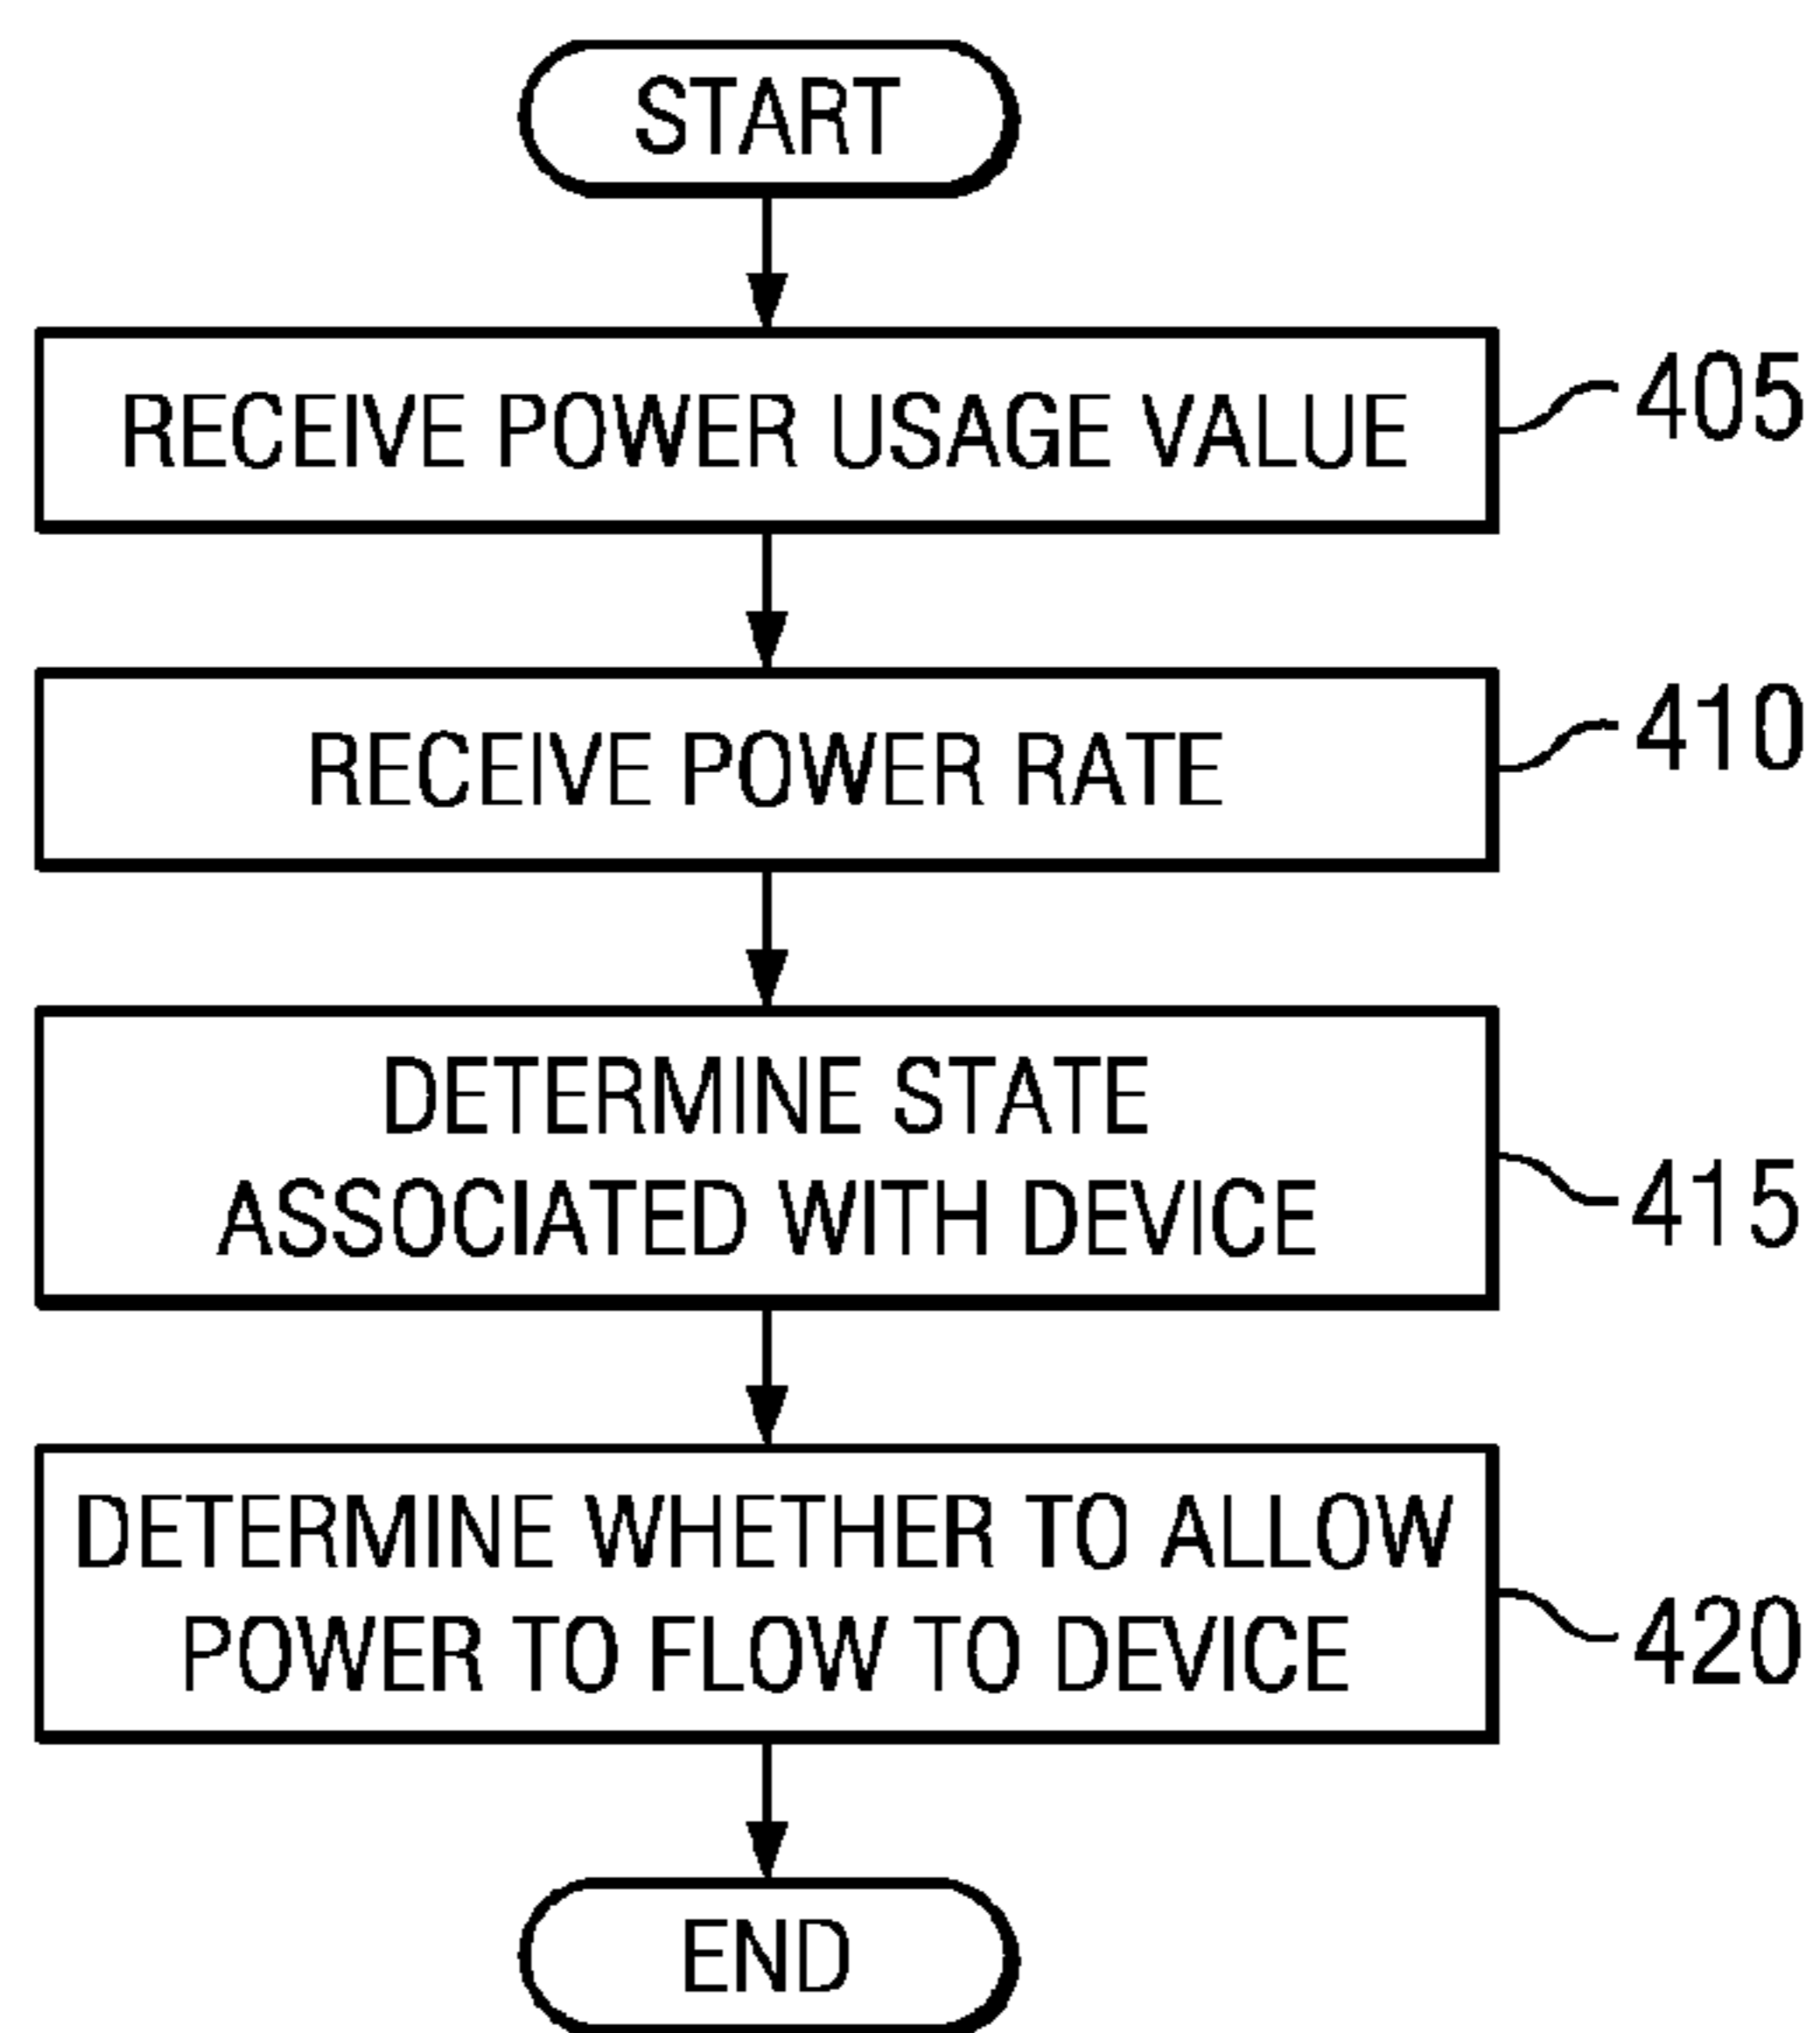 START
RECEIVE POWER USAGE VALUE
405
RECEIVE POWER RATE
410
DETERMINE STATE
ASSOCIATED WITH DEVICE
415
DETERMINE WHETHER TO ALLOW
POWER TO FLOW TO DEVICE
420
END